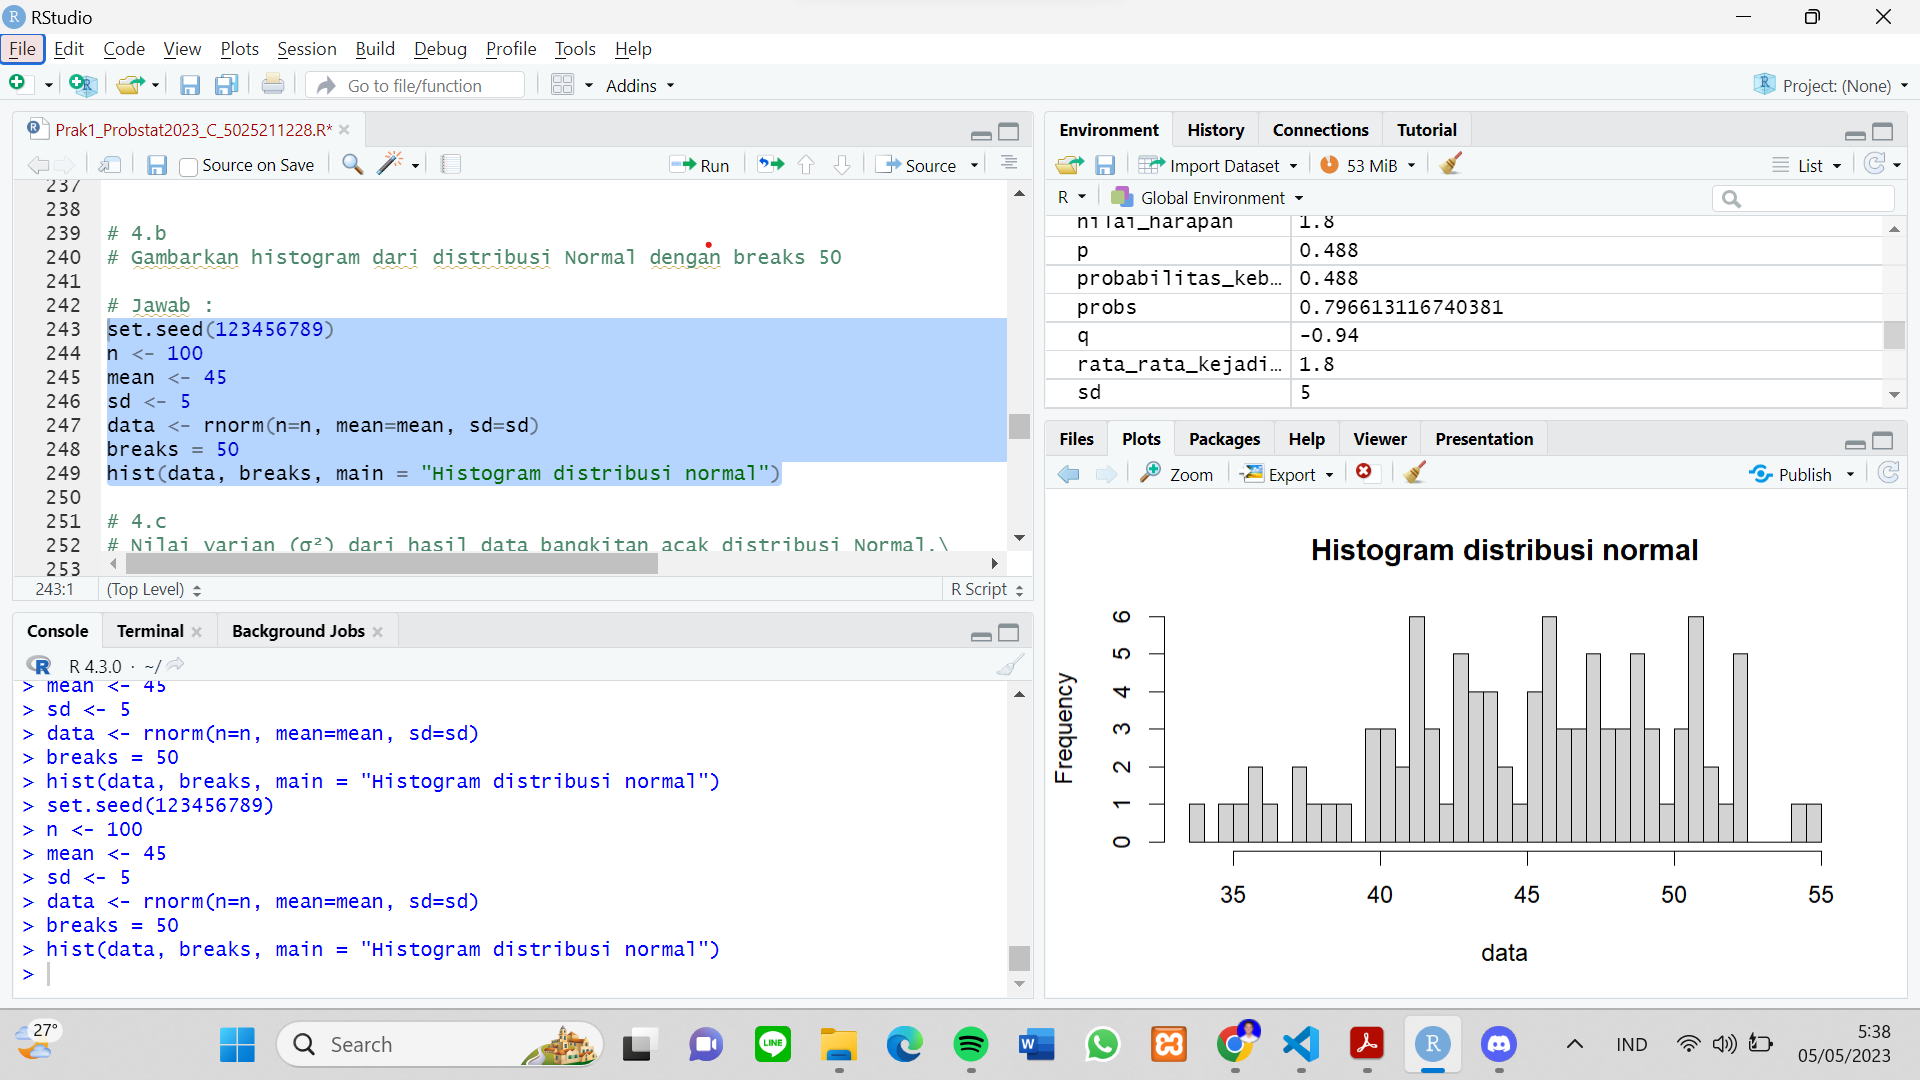 RStudio
File Edit Code View Plots Session Build Debug Profile Tools Help
Go to file/function Addins Project: (None)
Prak1_Probstat2023_C_5025211228.R*
Source on Save Run Source
237
238
239 # 4.b
240 # Gambarkan histogram dari distribusi Normal dengan breaks 50
241
242 # Jawab :
243 set.seed(123456789)
244 n <- 100
245 mean <- 45
246 sd <- 5
247 data <- rnorm(n=n, mean=mean, sd=sd)
248 breaks = 50
249 hist(data, breaks, main = "Histogram distribusi normal")
250
251 # 4.c
252 # Nilai varian (σ²) dari hasil data bangkitan acak distribusi Normal.\
253
243:1 (Top Level) R Script
Console Terminal Background Jobs
R 4.3.0 · ~/
> mean <- 45
> sd <- 5
> data <- rnorm(n=n, mean=mean, sd=sd)
> breaks = 50
> hist(data, breaks, main = "Histogram distribusi normal")
> set.seed(123456789)
> n <- 100
> mean <- 45
> sd <- 5
> data <- rnorm(n=n, mean=mean, sd=sd)
> breaks = 50
> hist(data, breaks, main = "Histogram distribusi normal")
>
Environment History Connections Tutorial
Import Dataset 53 MiB List
R Global Environment
nilai_harapan 1.8
p 0.488
probabilitas_keb… 0.488
probs 0.796613116740381
q -0.94
rata_rata_kejadi… 1.8
sd 5
Files Plots Packages Help Viewer Presentation
Zoom Export Publish
Histogram distribusi normal
Frequency
0 1 2 3 4 5 6
35 40 45 50 55
data
27°
Search
LINE
IND
5:38
05/05/2023